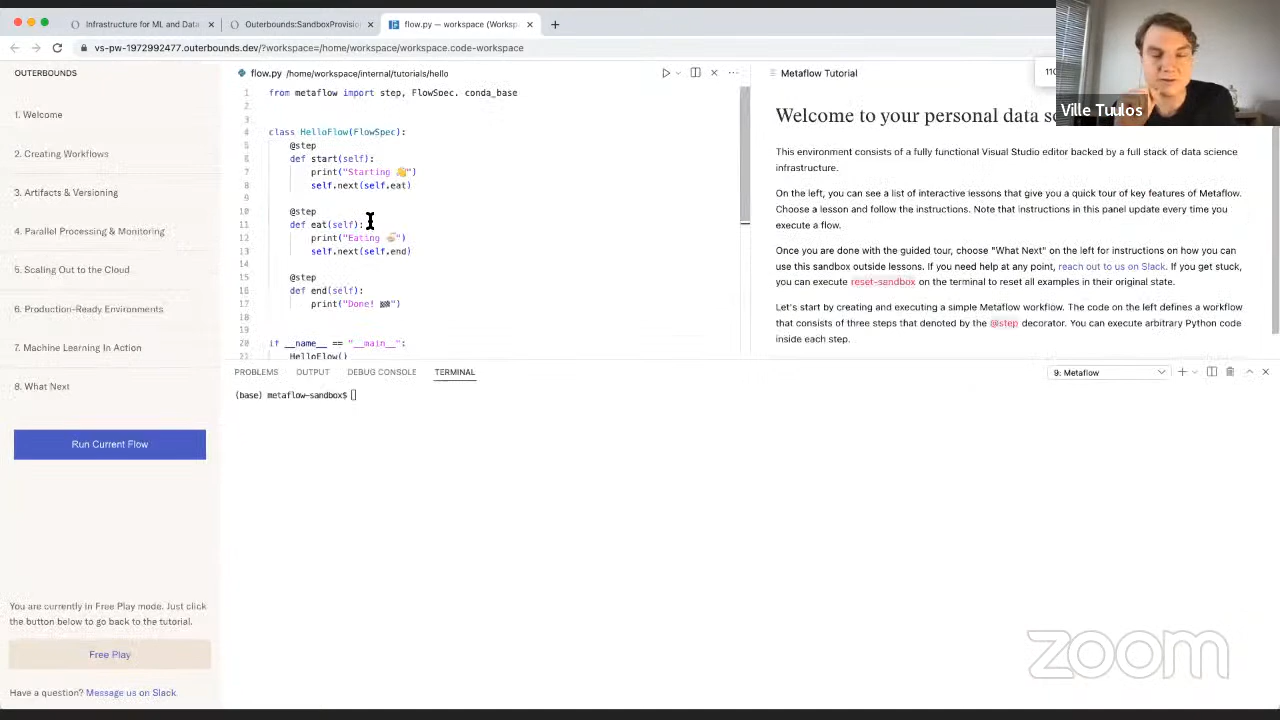 Infrastructure for ML and Data
Outerbounds:SandboxProvisio
flow.py — workspace (Worksp
vs-pw-1972992477.outerbounds.dev/?workspace=/home/workspace/workspace.code-workspace
OUTERBOUNDS
1. Welcome
2. Creating Workflows
3. Artifacts & Versioning
4. Parallel Processing & Monitoring
5. Scaling Out to the Cloud
6. Production-Ready Environments
7. Machine Learning In Action
8. What Next
Run Current Flow
You are currently in Free Play mode. Just click
the button below to go back to the tutorial.
Free Play
Have a question? Message us on Slack.
flow.py /home/workspace/internal/tutorials/hello
1 from metaflow import step, FlowSpec. conda_base
2
3
4 class HelloFlow(FlowSpec):
5 @step
6 def start(self):
7 print("Starting 👋")
8 self.next(self.eat)
9
10 @step
11 def eat(self):
12 print("Eating 🍜")
13 self.next(self.end)
14
15 @step
16 def end(self):
17 print("Done! 🏁")
18
19
20 if __name__ == "__main__":
21 HelloFlow()
Metaflow Tutorial
110
Ville Tuulos
Welcome to your personal data sc
This environment consists of a fully functional Visual Studio editor backed by a full stack of data science
infrastructure.
On the left, you can see a list of interactive lessons that give you a quick tour of key features of Metaflow.
Choose a lesson and follow the instructions. Note that instructions in this panel update every time you
execute a flow.
Once you are done with the guided tour, choose "What Next" on the left for instructions on how you can
use this sandbox outside lessons. If you need help at any point, reach out to us on Slack. If you get stuck,
you can execute reset-sandbox on the terminal to reset all examples in their original state.
Let's start by creating and executing a simple Metaflow workflow. The code on the left defines a workflow
that consists of three steps that denoted by the @step decorator. You can execute arbitrary Python code
inside each step.
PROBLEMS OUTPUT DEBUG CONSOLE TERMINAL
9: Metaflow
(base) metaflow-sandbox$
zoom